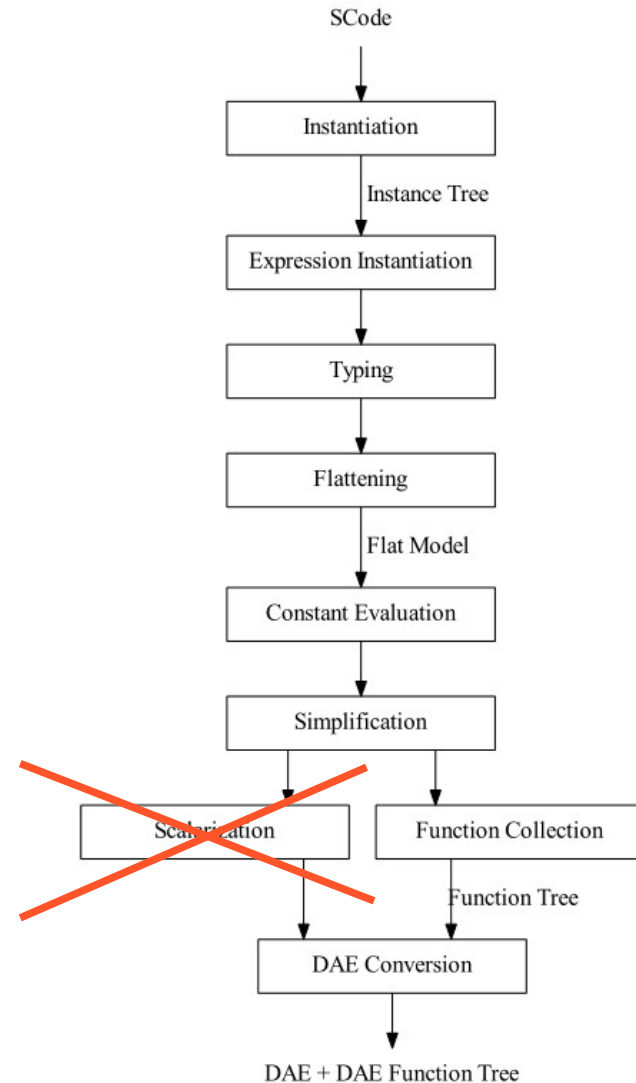 SCode
Instantiation
Instance Tree
Expression Instantiation
Typing
Flattening
Flat Model
Constant Evaluation
Simplification
Scalarization
Function Collection
Function Tree
DAE Conversion
DAE + DAE Function Tree